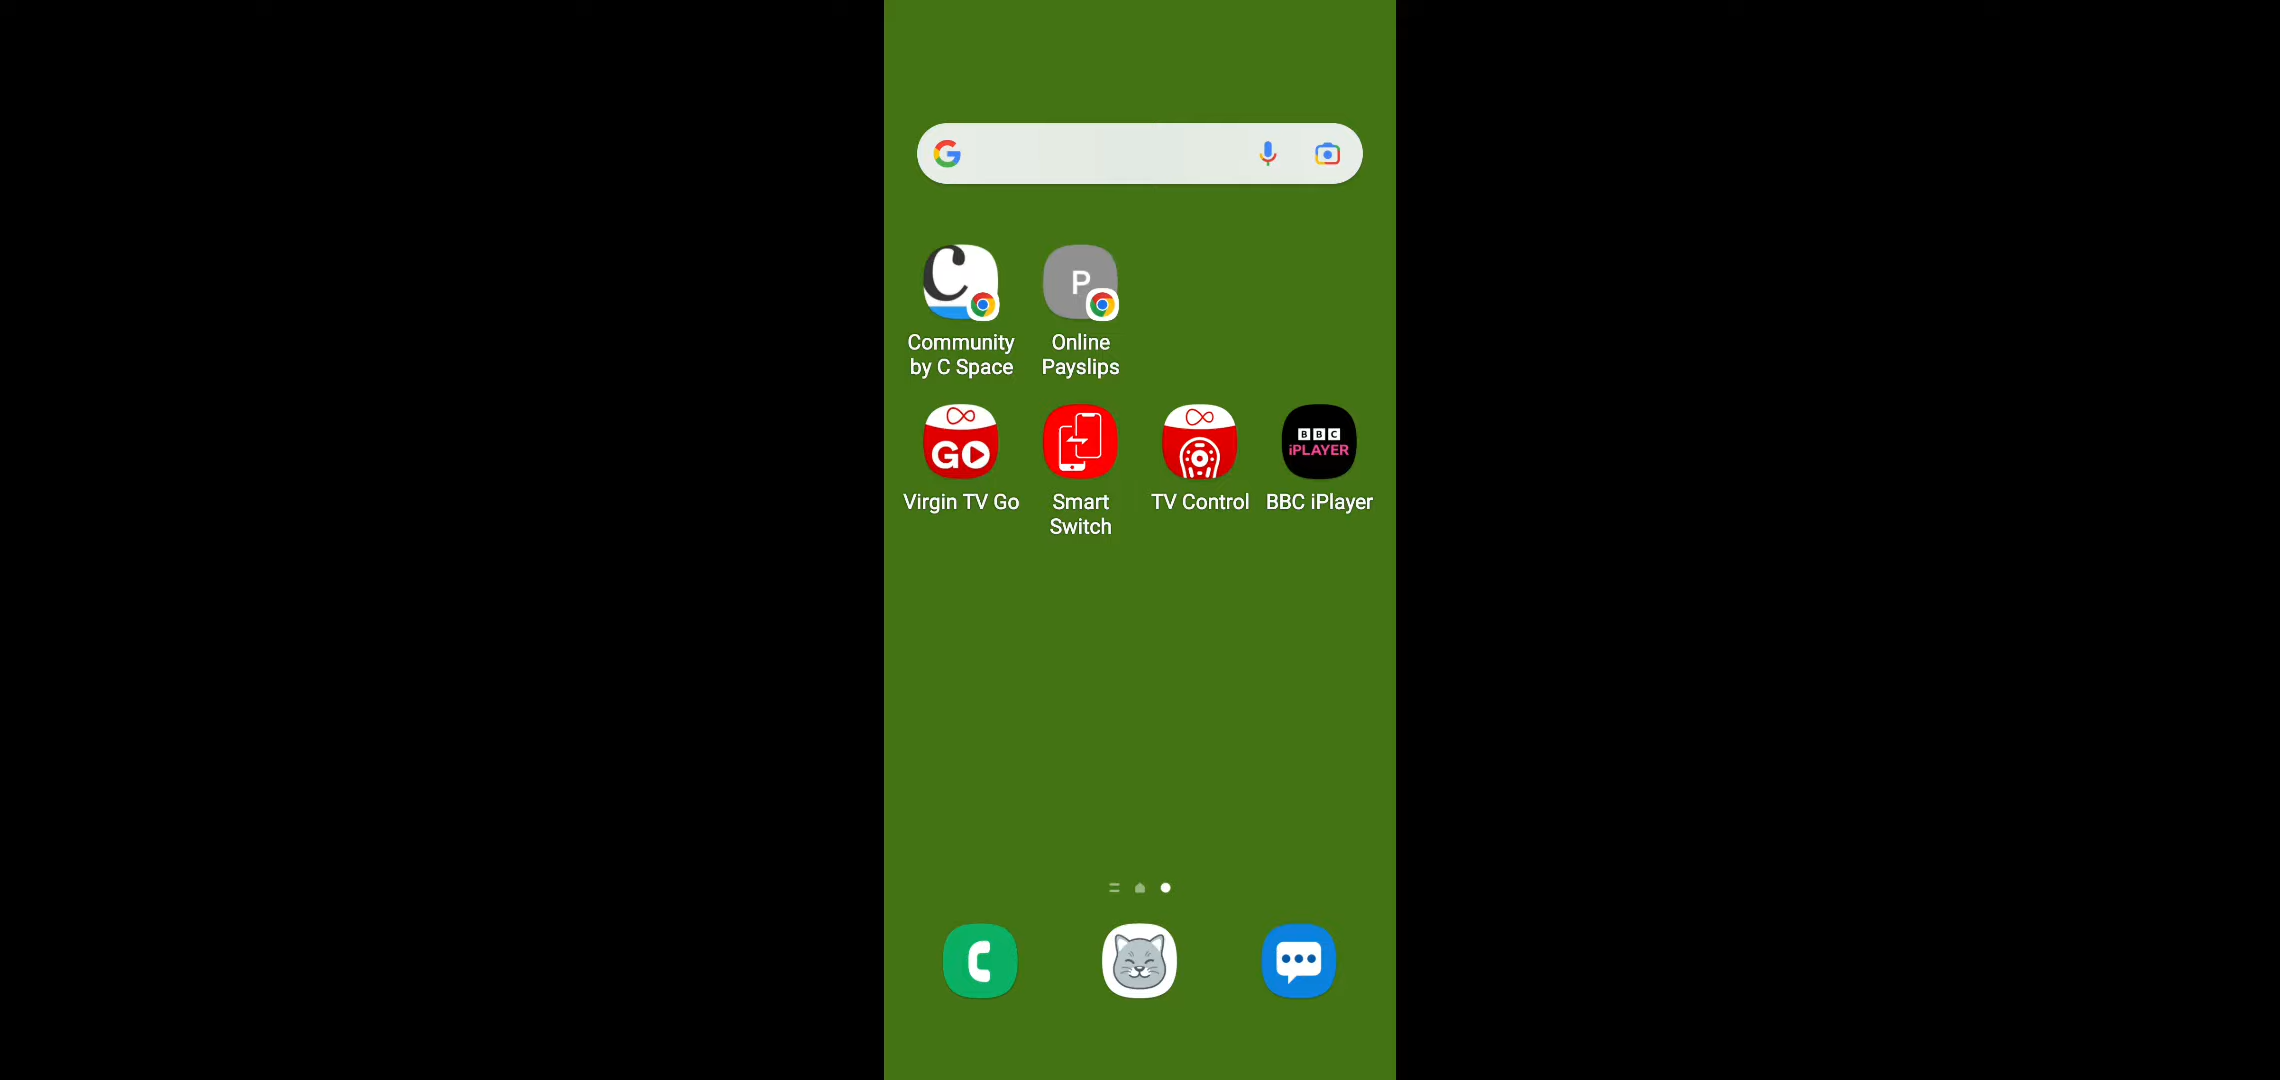 Community
by C Space
P
Online
Payslips
GO
Virgin TV Go
Smart
Switch
TV Control
BBC
iPLAYER
BBC iPlayer